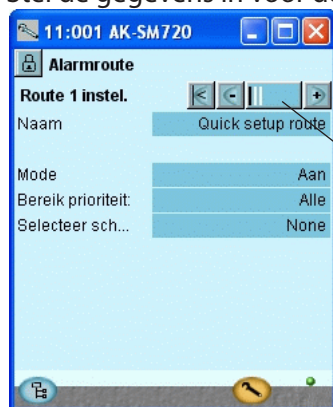 11:001 AK-SM720
Alarmroute
Route 1 instel.
Naam Quick setup route
Mode Aan
Bereik prioriteit: Alle
Selecteer sch... None